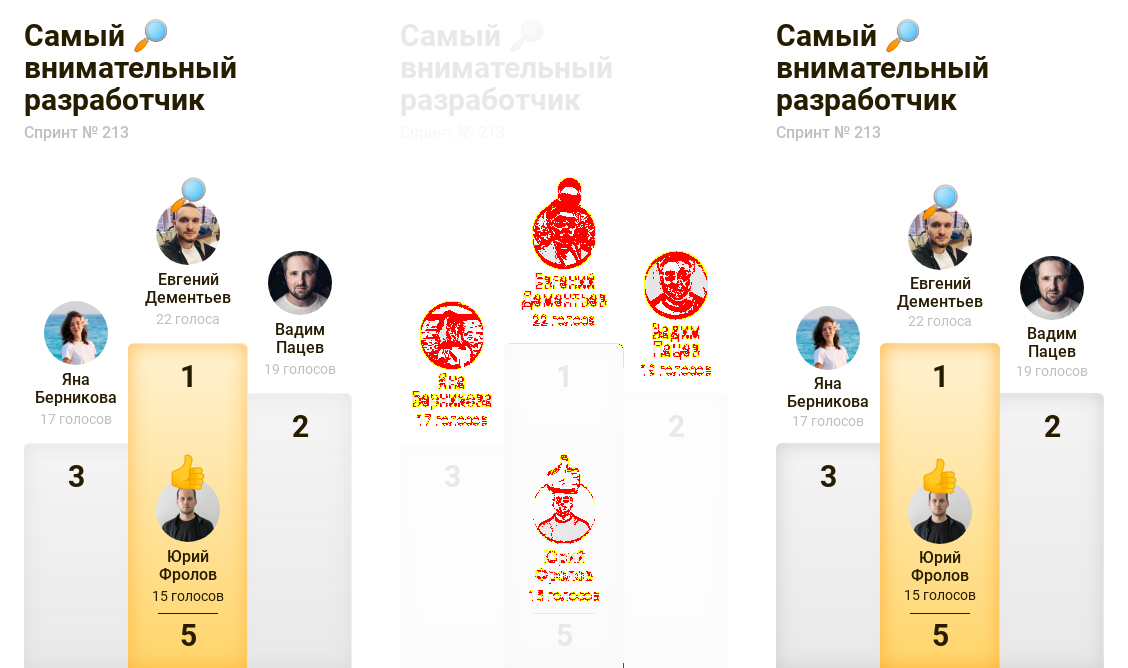 Самый 🔎
внимательный
разработчик
Спринт № 213
Евгений
Дементьев
22 голоса
Вадим
Пацев
19 голосов
Яна
Берникова
17 голосов
1
2
3
Юрий
Фролов
15 голосов
5
Самый 🔎
внимательный
разработчик
Спринт № 213
Евгений
Дементьев
22 голосов
Вадим
Пацев
19 голосов
Яна
Берникова
17 голосов
1
2
3
Юрий
Фролов
15 голосов
5
Самый 🔎
внимательный
разработчик
Спринт № 213
Евгений
Дементьев
22 голоса
Вадим
Пацев
19 голосов
Яна
Берникова
17 голосов
1
2
3
Юрий
Фролов
15 голосов
5